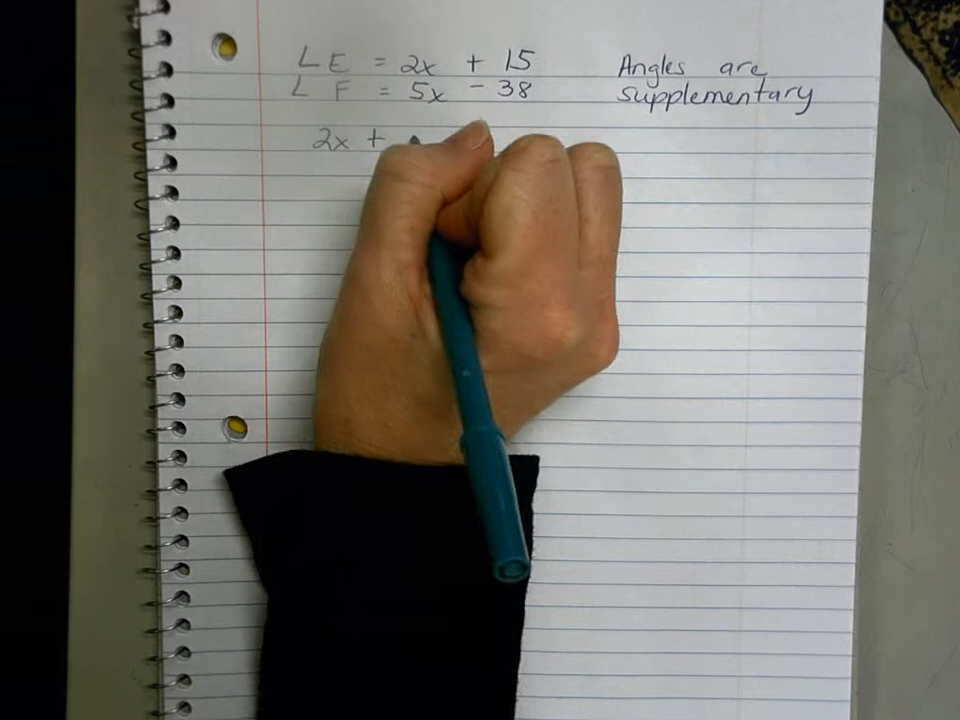 ∠E = 2x + 15 Angles are
∠F = 5x - 38 supplementary
2x +